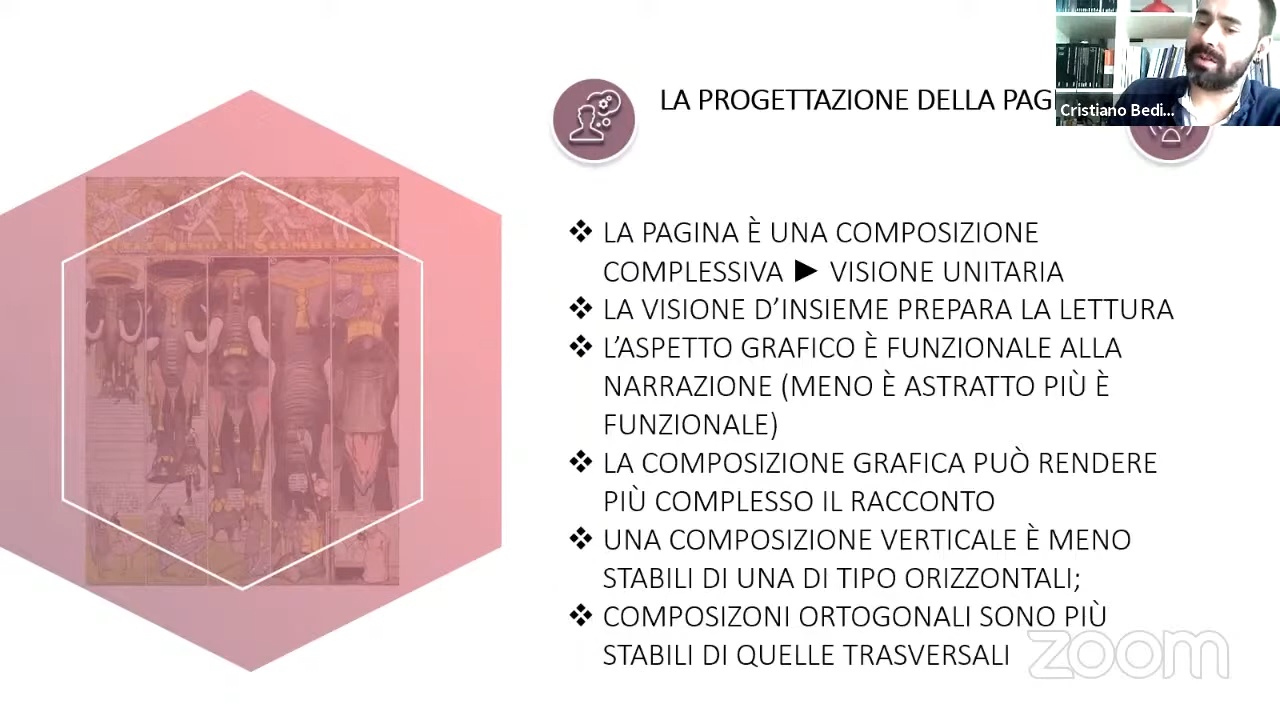 LA PROGETTAZIONE DELLA PAG
Cristiano Bedi...
SLUMBERLAND
❖ LA PAGINA È UNA COMPOSIZIONE
COMPLESSIVA ► VISIONE UNITARIA
❖ LA VISIONE D’INSIEME PREPARA LA LETTURA
❖ L’ASPETTO GRAFICO È FUNZIONALE ALLA
NARRAZIONE (MENO È ASTRATTO PIÙ È
FUNZIONALE)
❖ LA COMPOSIZIONE GRAFICA PUÒ RENDERE
PIÙ COMPLESSO IL RACCONTO
❖ UNA COMPOSIZIONE VERTICALE È MENO
STABILI DI UNA DI TIPO ORIZZONTALI;
❖ COMPOSIZONI ORTOGONALI SONO PIÙ
STABILI DI QUELLE TRASVERSALI
zoom